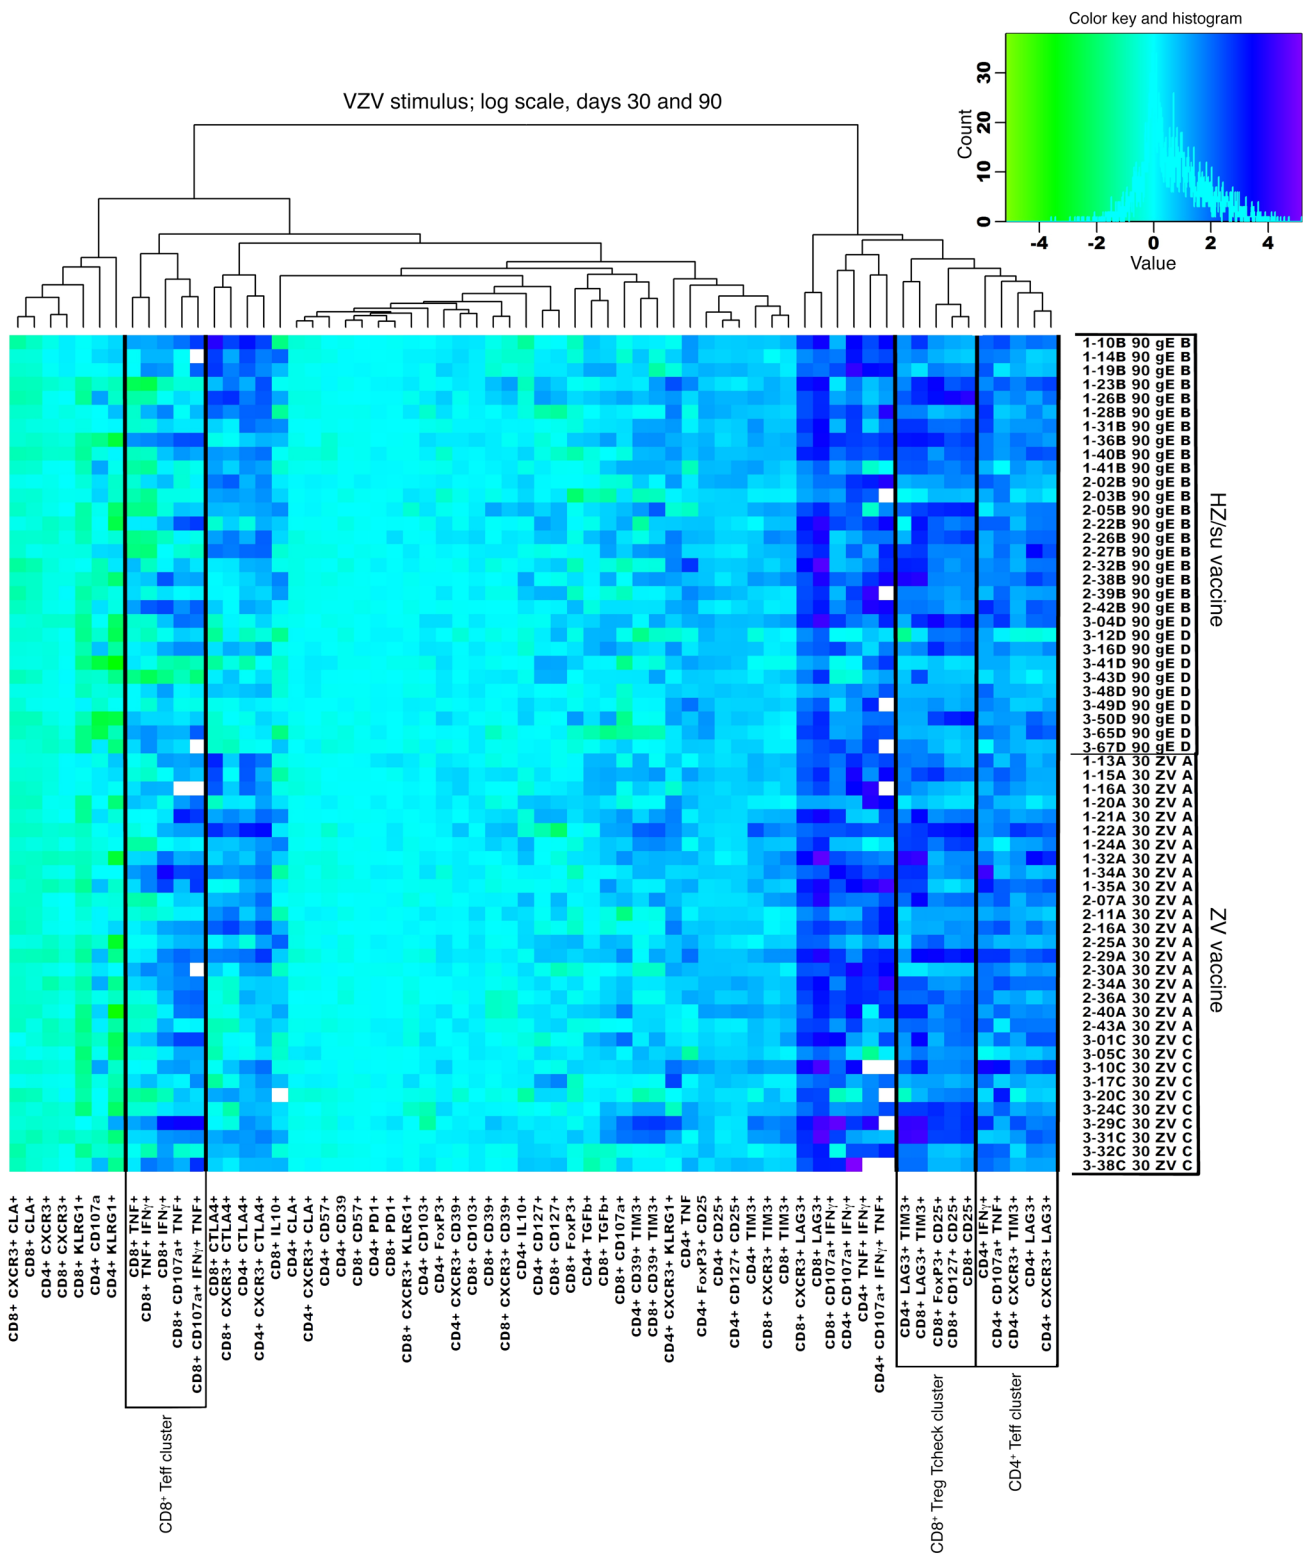 Color key and histogram
VZV stimulus; log scale, days 30 and 90
Count
0
10
20
30
-4
-2
0
2
4
Value
1-10B 90 gE B
1-14B 90 gE B
1-19B 90 gE B
1-23B 90 gE B
1-26B 90 gE B
1-28B 90 gE B
1-31B 90 gE B
1-36B 90 gE B
1-40B 90 gE B
1-41B 90 gE B
2-02B 90 gE B
2-03B 90 gE B
2-05B 90 gE B
2-22B 90 gE B
2-26B 90 gE B
2-27B 90 gE B
2-32B 90 gE B
2-38B 90 gE B
2-39B 90 gE B
2-42B 90 gE B
3-04D 90 gE D
3-12D 90 gE D
3-16D 90 gE D
3-41D 90 gE D
3-43D 90 gE D
3-48D 90 gE D
3-49D 90 gE D
3-50D 90 gE D
3-65D 90 gE D
3-67D 90 gE D
1-13A 30 ZV A
1-15A 30 ZV A
1-16A 30 ZV A
1-20A 30 ZV A
1-21A 30 ZV A
1-22A 30 ZV A
1-24A 30 ZV A
1-32A 30 ZV A
1-34A 30 ZV A
1-35A 30 ZV A
2-07A 30 ZV A
2-11A 30 ZV A
2-16A 30 ZV A
2-25A 30 ZV A
2-29A 30 ZV A
2-30A 30 ZV A
2-34A 30 ZV A
2-36A 30 ZV A
2-40A 30 ZV A
2-43A 30 ZV A
3-01C 30 ZV C
3-05C 30 ZV C
3-10C 30 ZV C
3-17C 30 ZV C
3-20C 30 ZV C
3-24C 30 ZV C
3-29C 30 ZV C
3-31C 30 ZV C
3-32C 30 ZV C
3-38C 30 ZV C
HZ/su vaccine
ZV vaccine
CD8+ CXCR3+ CLA+
CD8+ CLA+
CD4+ CXCR3+
CD8+ CXCR3+
CD8+ KLRG1+
CD4+ CD107a
CD4+ KLRG1+
CD8+ TNF+
CD8+ TNF+ IFNγ+
CD8+ IFNγ+
CD8+ CD107a+ TNF+
CD8+ CD107a+ IFNγ+ TNF+
CD8+ CTLA4+
CD8+ CXCR3+ CTLA4+
CD4+ CTLA4+
CD4+ CXCR3+ CTLA4+
CD8+ IL10+
CD4+ CLA+
CD4+ CXCR3+ CLA+
CD4+ CD57+
CD4+ CD39
CD8+ CD57+
CD4+ PD1+
CD8+ PD1+
CD8+ CXCR3+ KLRG1+
CD4+ CD103+
CD4+ FoxP3+
CD4+ CXCR3+ CD39+
CD8+ CD103+
CD8+ CD39+
CD8+ CXCR3+ CD39+
CD4+ IL10+
CD4+ CD127+
CD8+ CD127+
CD8+ FoxP3+
CD4+ TGFb+
CD8+ TGFb+
CD8+ CD107a+
CD4+ CD39+ TIM3+
CD8+ CD39+ TIM3+
CD4+ CXCR3+ KLRG1+
CD4+ TNF
CD4+ FoxP3+ CD25
CD4+ CD25+
CD4+ CD127+ CD25+
CD4+ TIM3+
CD8+ CXCR3+ TIM3+
CD8+ TIM3+
CD8+ CXCR3+ LAG3+
CD8+ LAG3+
CD8+ CD107a+ IFNγ+
CD4+ CD107a+ IFNγ+
CD4+ TNF+ IFNγ+
CD4+ CD107a+ IFNγ+ TNF+
CD4+ LAG3+ TIM3+
CD8+ LAG3+ TIM3+
CD8+ FoxP3+ CD25+
CD8+ CD127+ CD25+
CD8+ CD25+
CD4+ IFNγ+
CD4+ CD107a+ TNF+
CD4+ CXCR3+ TIM3+
CD4+ LAG3+
CD4+ CXCR3+ LAG3+
CD8⁺ Teff cluster
CD8⁺ Treg Tcheck cluster
CD4⁺ Teff cluster